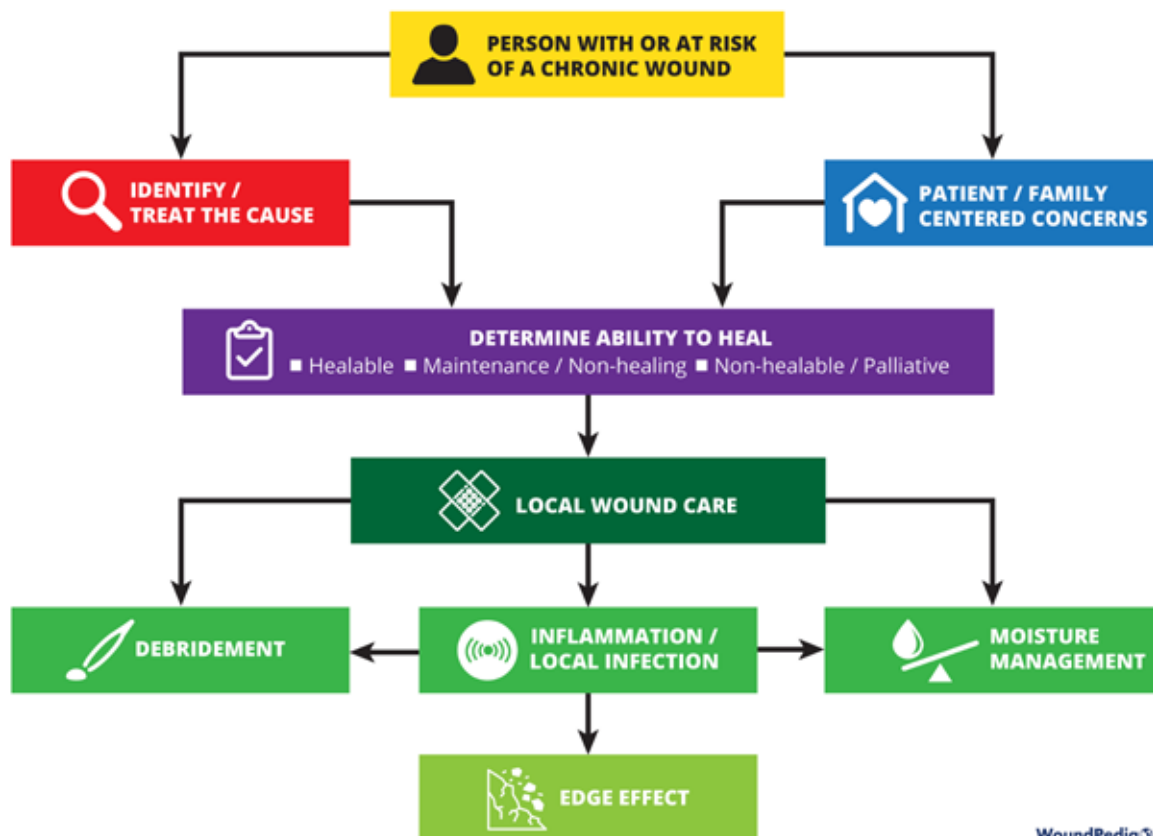 PERSON WITH OR AT RISK
OF A CHRONIC WOUND
IDENTIFY /
TREAT THE CAUSE
PATIENT / FAMILY
CENTERED CONCERNS
DETERMINE ABILITY TO HEAL
■ Healable ■ Maintenance / Non-healing ■ Non-healable / Palliative
LOCAL WOUND CARE
DEBRIDEMENT
INFLAMMATION /
LOCAL INFECTION
MOISTURE
MANAGEMENT
EDGE EFFECT
WoundPedia